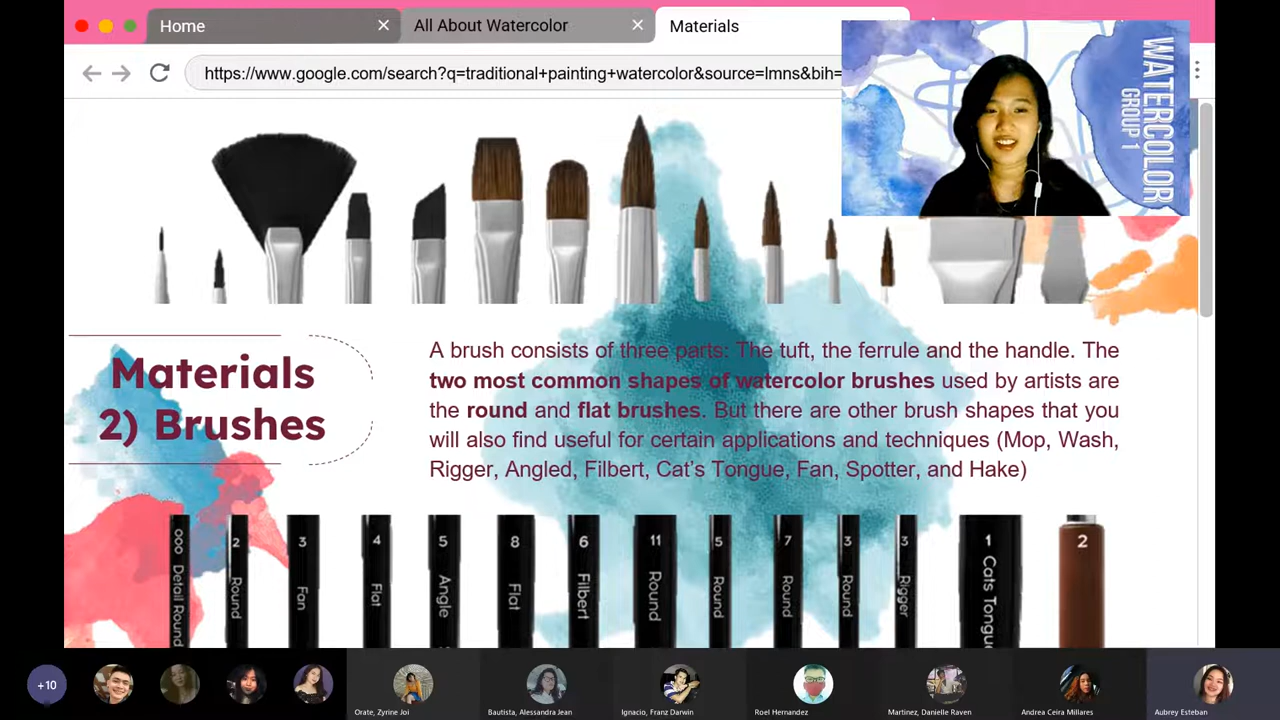 Home
All About Watercolor
Materials
https://www.google.com/search?q=traditional+painting+watercolor&source=lmns&bih=
WATERCOLOR
GROUP 1
Materials
2) Brushes
A brush consists of three parts: The tuft, the ferrule and the handle. The
two most common shapes of watercolor brushes used by artists are
the round and flat brushes. But there are other brush shapes that you
will also find useful for certain applications and techniques (Mop, Wash,
Rigger, Angled, Filbert, Cat's Tongue, Fan, Spotter, and Hake)
000 Detail Round
2 Round
3 Fan
4 Flat
5 Angle
8 Flat
6 Filbert
11 Round
5 Round
7 Round
3 Round
3 Rigger
1 Cats Tongue
2
+10
Orate, Zyrine Joi
Bautista, Alessandra Jean
Ignacio, Franz Darwin
Roel Hernandez
Martinez, Danielle Raven
Andrea Ceira Millares
Aubrey Esteban